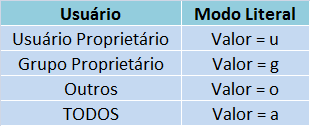 Usuário Modo Literal
Usuário Proprietário Valor = u
Grupo Proprietário Valor = g
Outros Valor = o
TODOS Valor = a